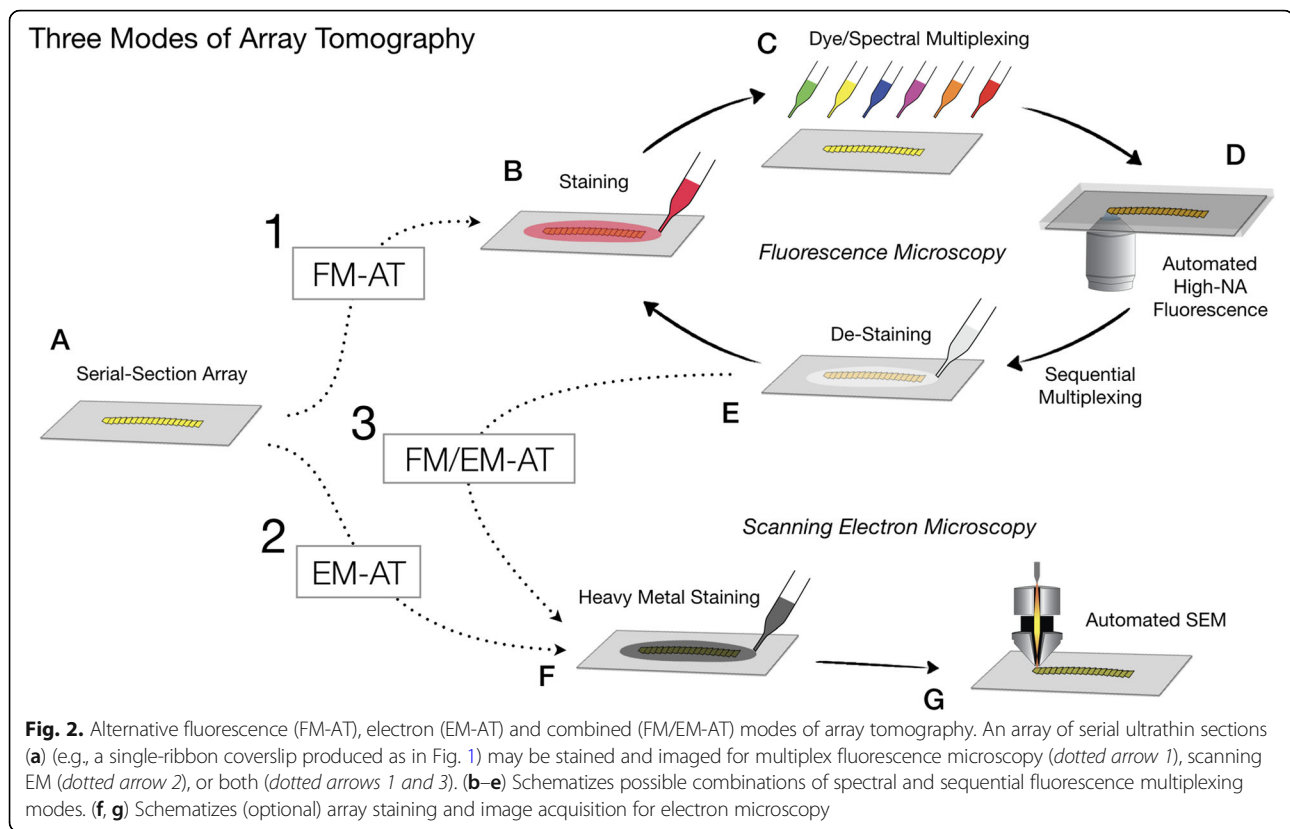 Three Modes of Array Tomography
C
Dye/Spectral Multiplexing
B
Staining
D
1
FM-AT
Fluorescence Microscopy
Automated
High-NA
Fluorescence
A
Serial-Section Array
De-Staining
E
Sequential
Multiplexing
3
FM/EM-AT
2
EM-AT
Scanning Electron Microscopy
Heavy Metal Staining
F
Automated SEM
G
Fig. 2. Alternative fluorescence (FM-AT), electron (EM-AT) and combined (FM/EM-AT) modes of array tomography. An array of serial ultrathin sections
(a) (e.g., a single-ribbon coverslip produced as in Fig. 1) may be stained and imaged for multiplex fluorescence microscopy (dotted arrow 1), scanning
EM (dotted arrow 2), or both (dotted arrows 1 and 3). (b–e) Schematizes possible combinations of spectral and sequential fluorescence multiplexing
modes. (f, g) Schematizes (optional) array staining and image acquisition for electron microscopy